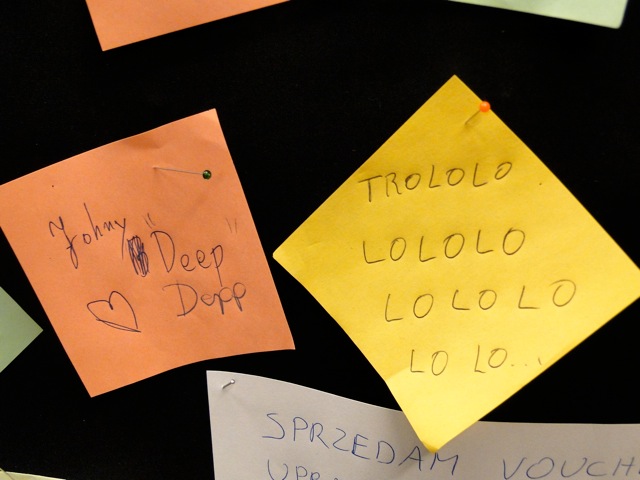 Johny "Deep"
Depp
TROLOLO
LOLOLO
LOLOLO
LO LO...
SPRZEDAM VOUCH